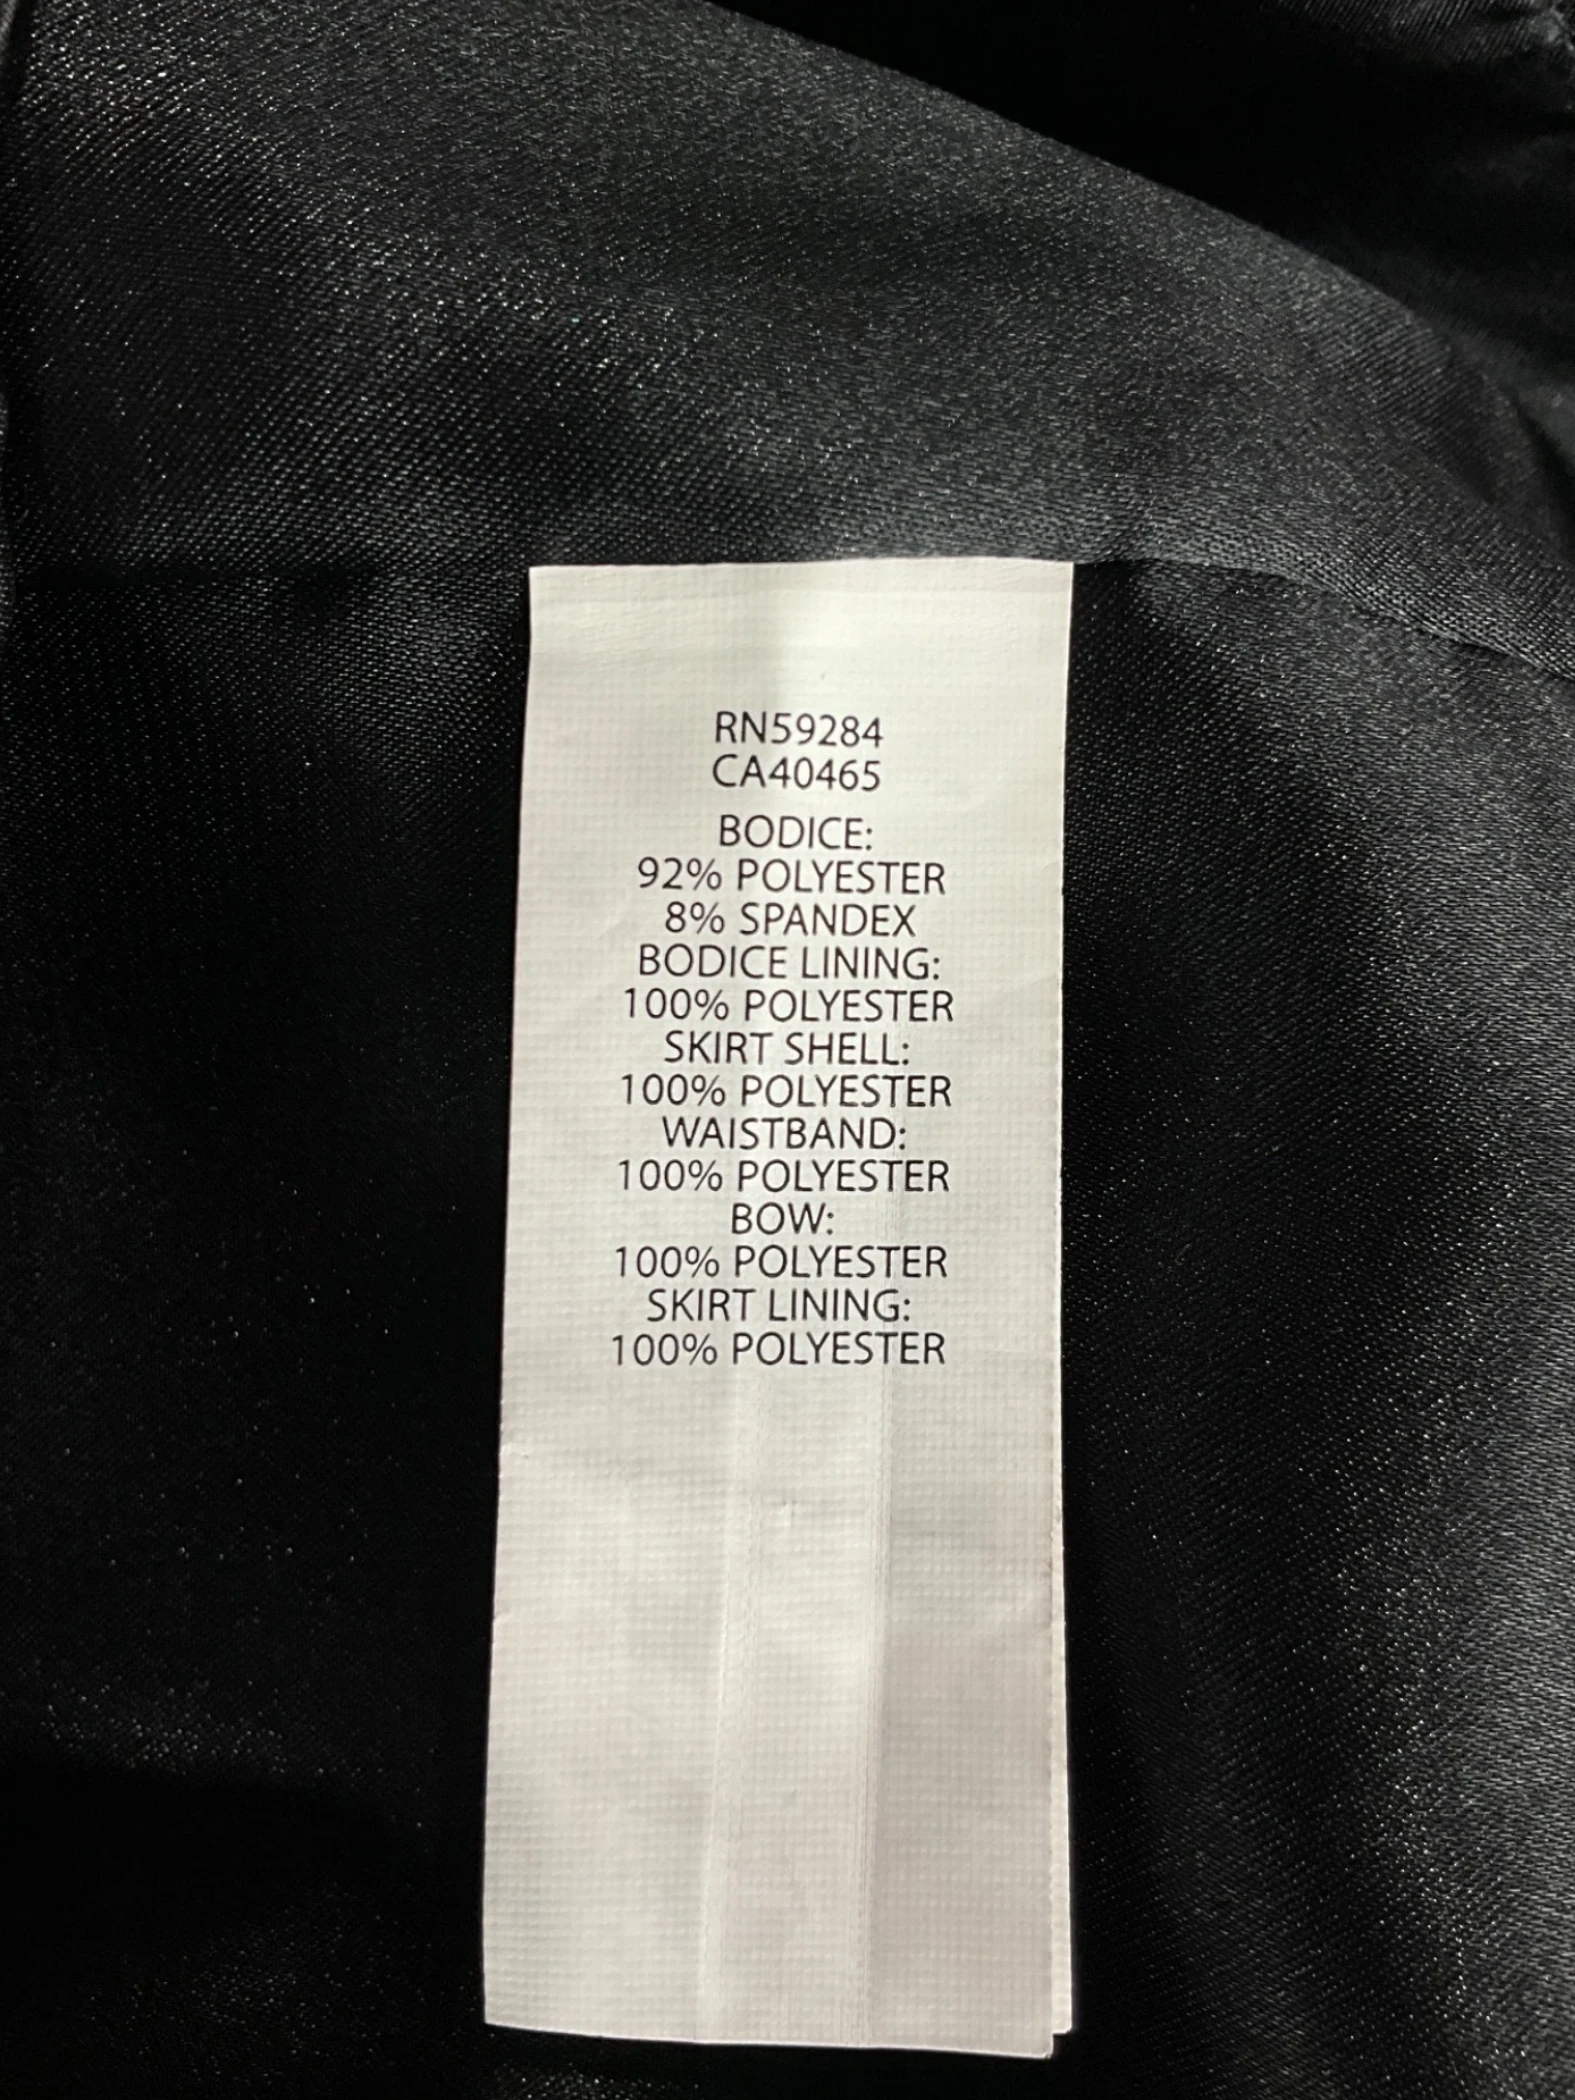 RN59284
CA40465
BODICE:
92% POLYESTER
8% SPANDEX
BODICE LINING:
100% POLYESTER
SKIRT SHELL:
100% POLYESTER
WAISTBAND:
100% POLYESTER
BOW:
100% POLYESTER
SKIRT LINING:
100% POLYESTER